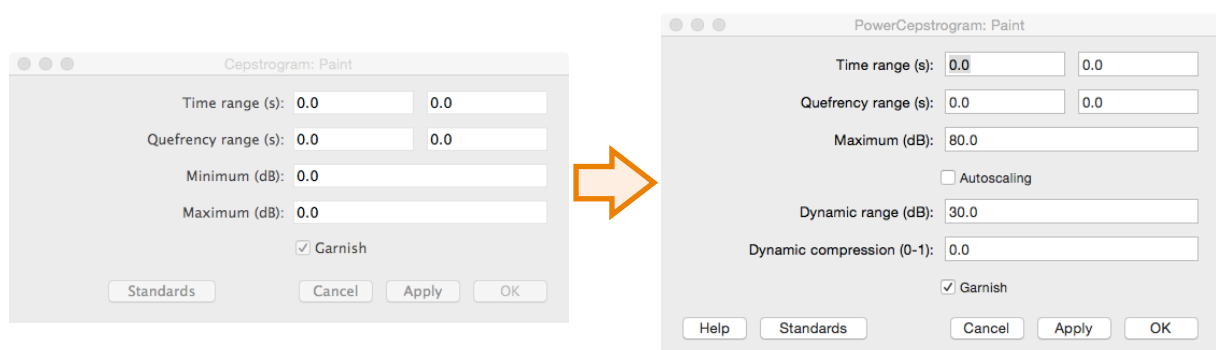 Cepstrogram: Paint
Time range (s): 0.0 0.0
Quefrency range (s): 0.0 0.0
Minimum (dB): 0.0
Maximum (dB): 0.0
Garnish
Standards Cancel Apply OK
PowerCepstrogram: Paint
Time range (s): 0.0 0.0
Quefrency range (s): 0.0 0.0
Maximum (dB): 80.0
Autoscaling
Dynamic range (dB): 30.0
Dynamic compression (0-1): 0.0
Garnish
Help Standards Cancel Apply OK